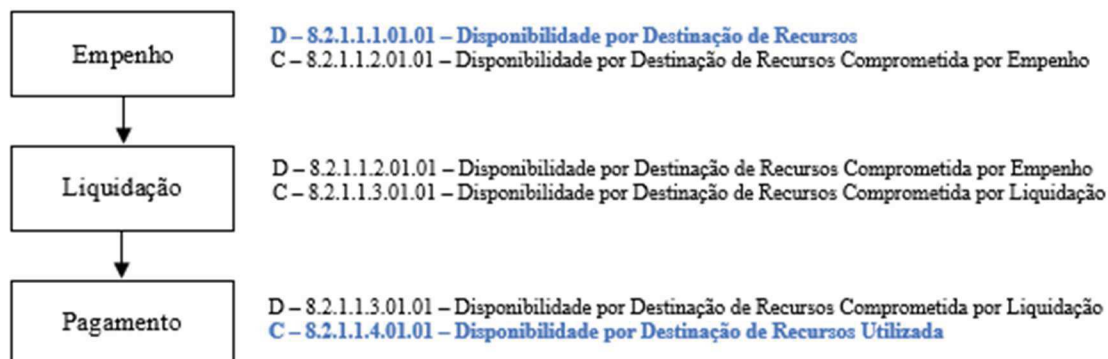 Empenho
D – 8.2.1.1.1.01.01 – Disponibilidade por Destinação de Recursos
C – 8.2.1.1.2.01.01 – Disponibilidade por Destinação de Recursos Comprometida por Empenho
Liquidação
D – 8.2.1.1.2.01.01 – Disponibilidade por Destinação de Recursos Comprometida por Empenho
C – 8.2.1.1.3.01.01 – Disponibilidade por Destinação de Recursos Comprometida por Liquidação
Pagamento
D – 8.2.1.1.3.01.01 – Disponibilidade por Destinação de Recursos Comprometida por Liquidação
C – 8.2.1.1.4.01.01 – Disponibilidade por Destinação de Recursos Utilizada